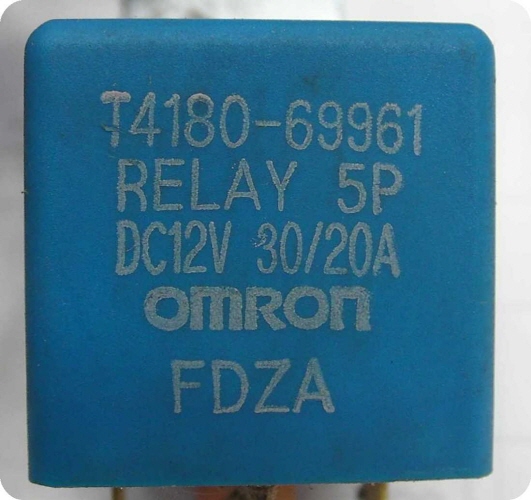 T4180-69961
RELAY 5P
DC12V 30/20A
OMRON
FDZA